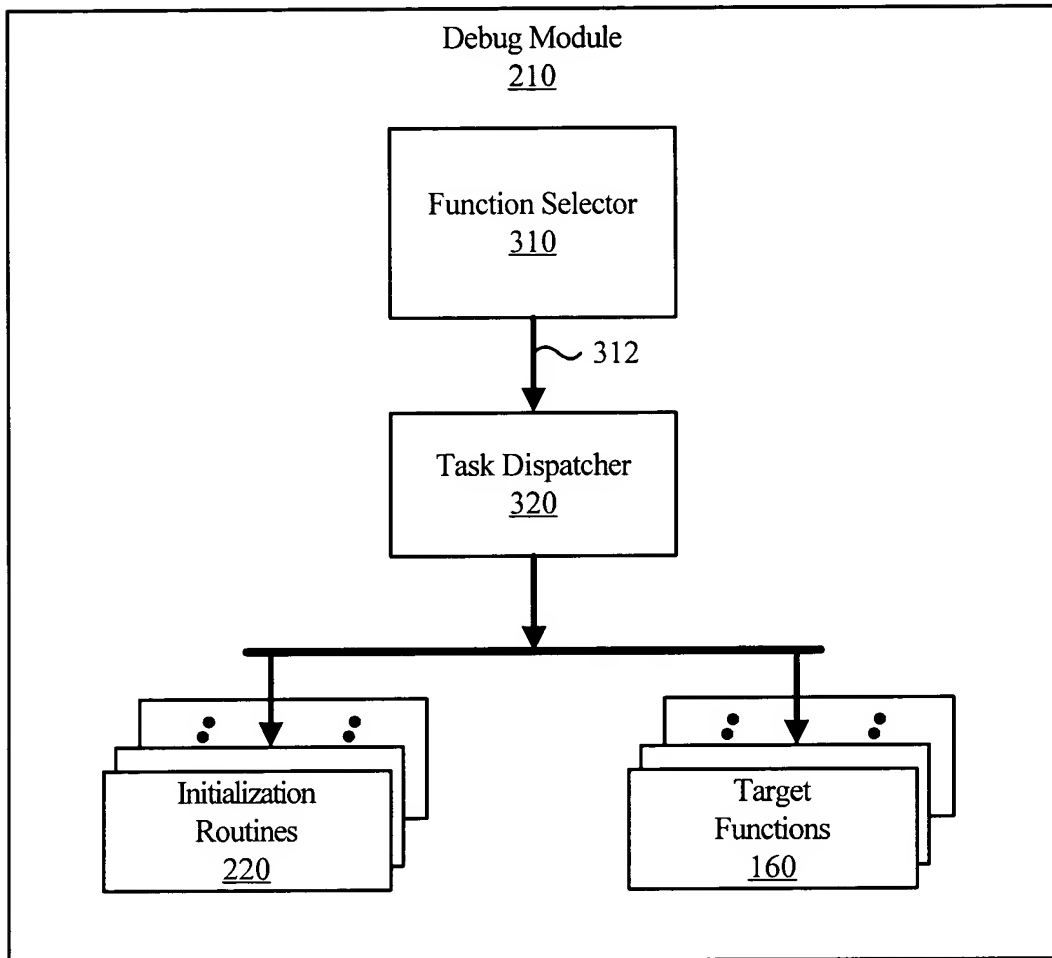 Debug Module
210
Function Selector
310
312
Task Dispatcher
320
Initialization
Routines
220
Target
Functions
160